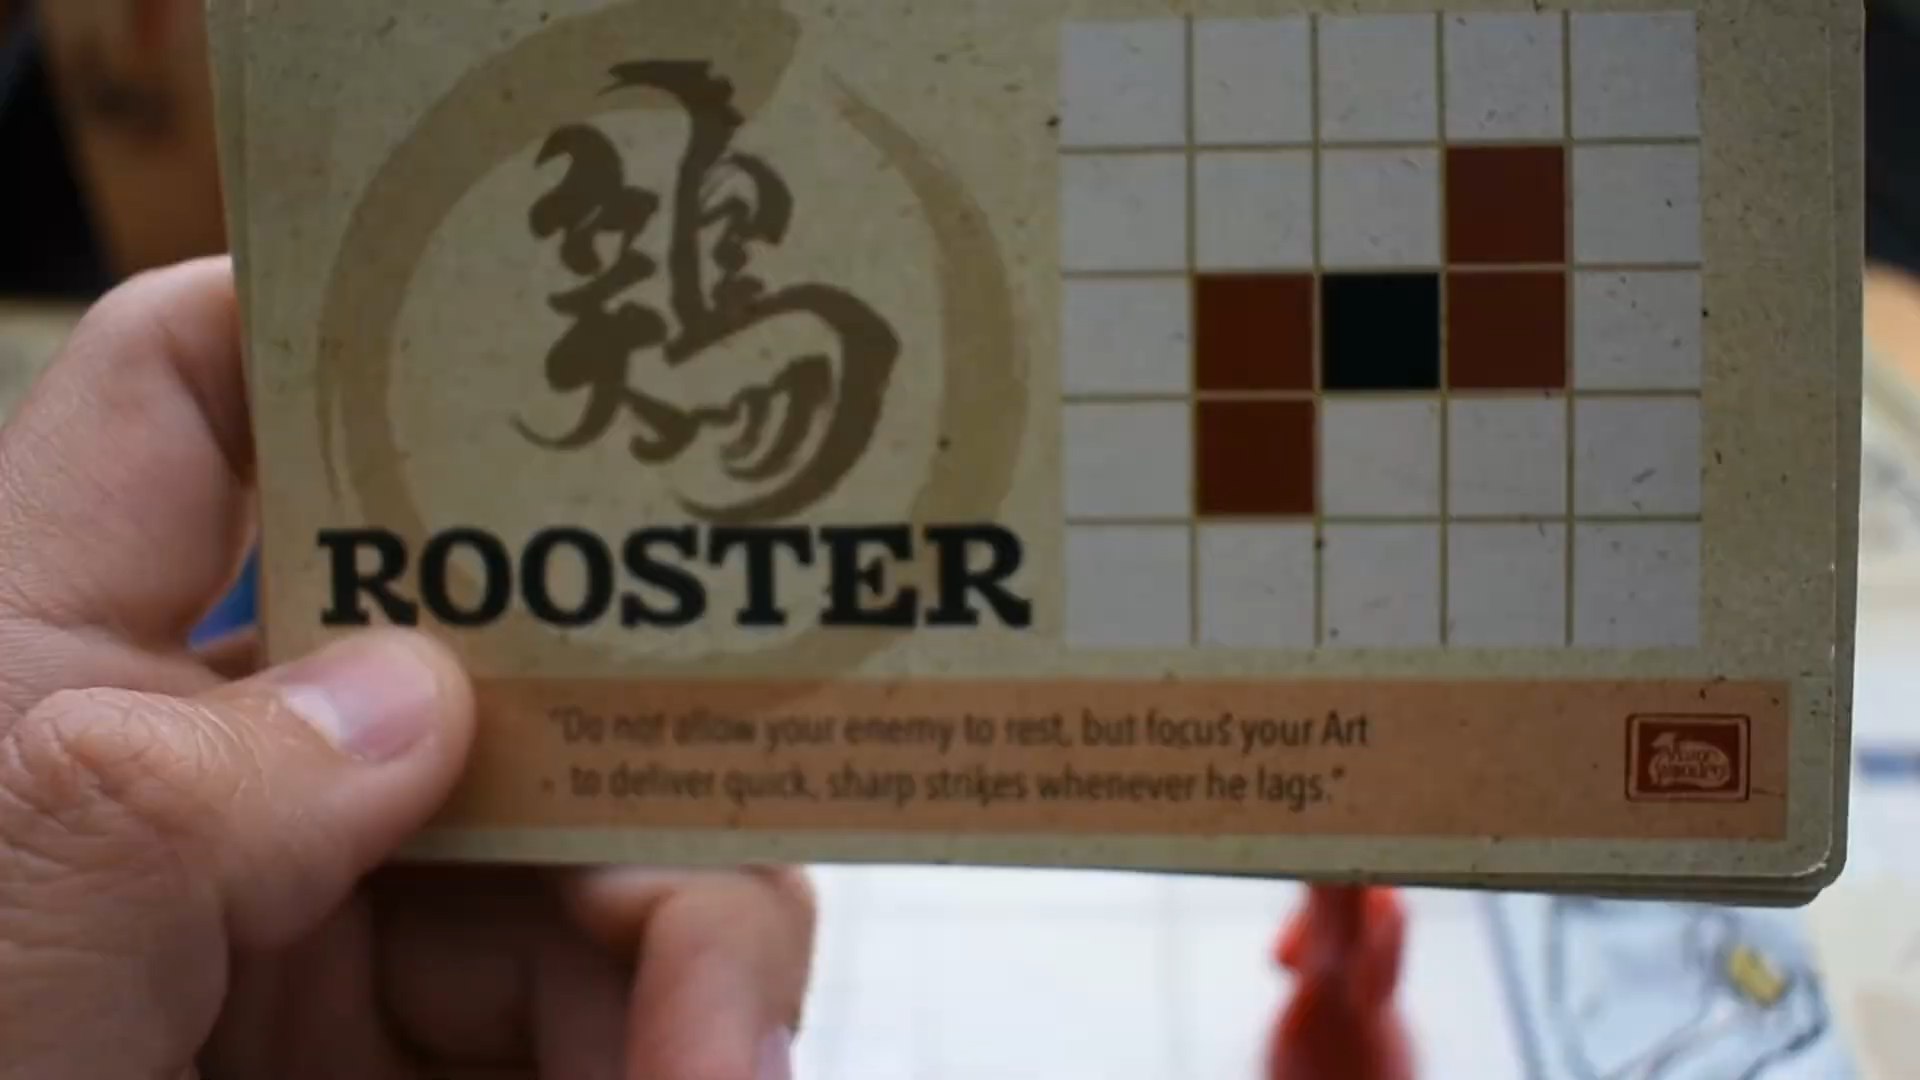 鶏
ROOSTER
"Do not allow your enemy to rest, but focus your Art
to deliver quick, sharp strikes whenever he lags."